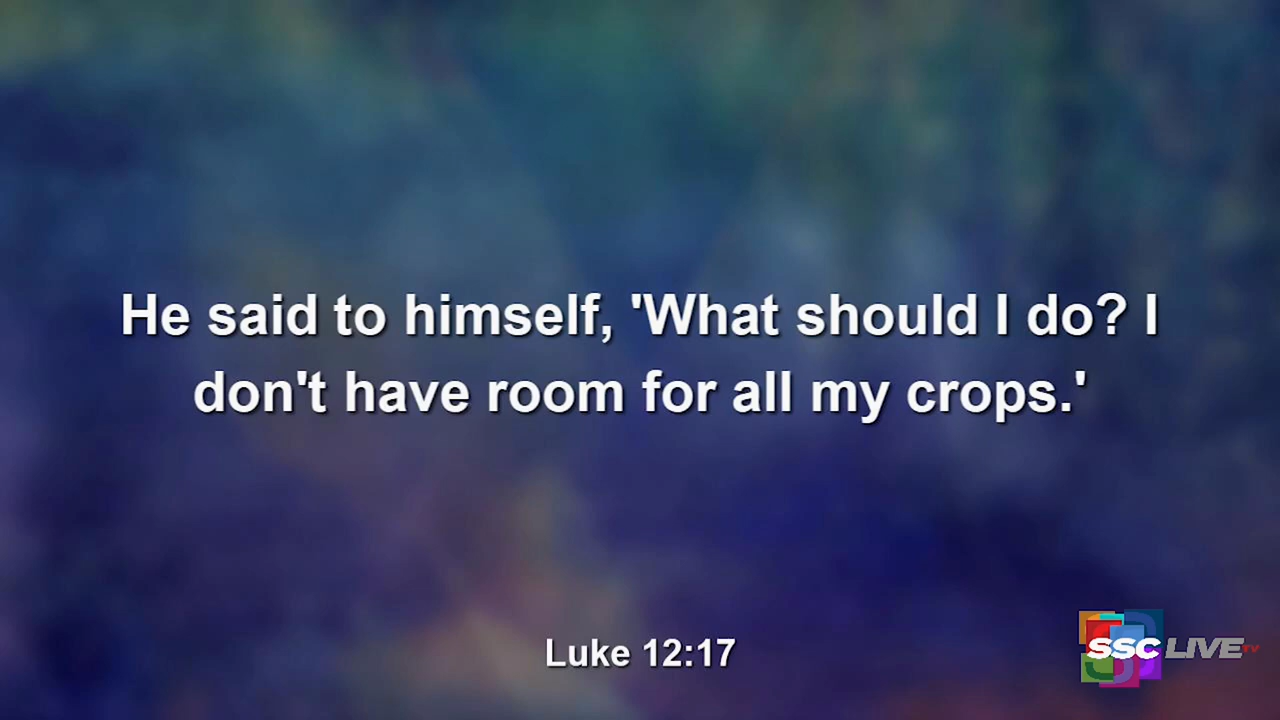 He said to himself, 'What should I do? I
don't have room for all my crops.'
Luke 12:17
SSC LIVE TV